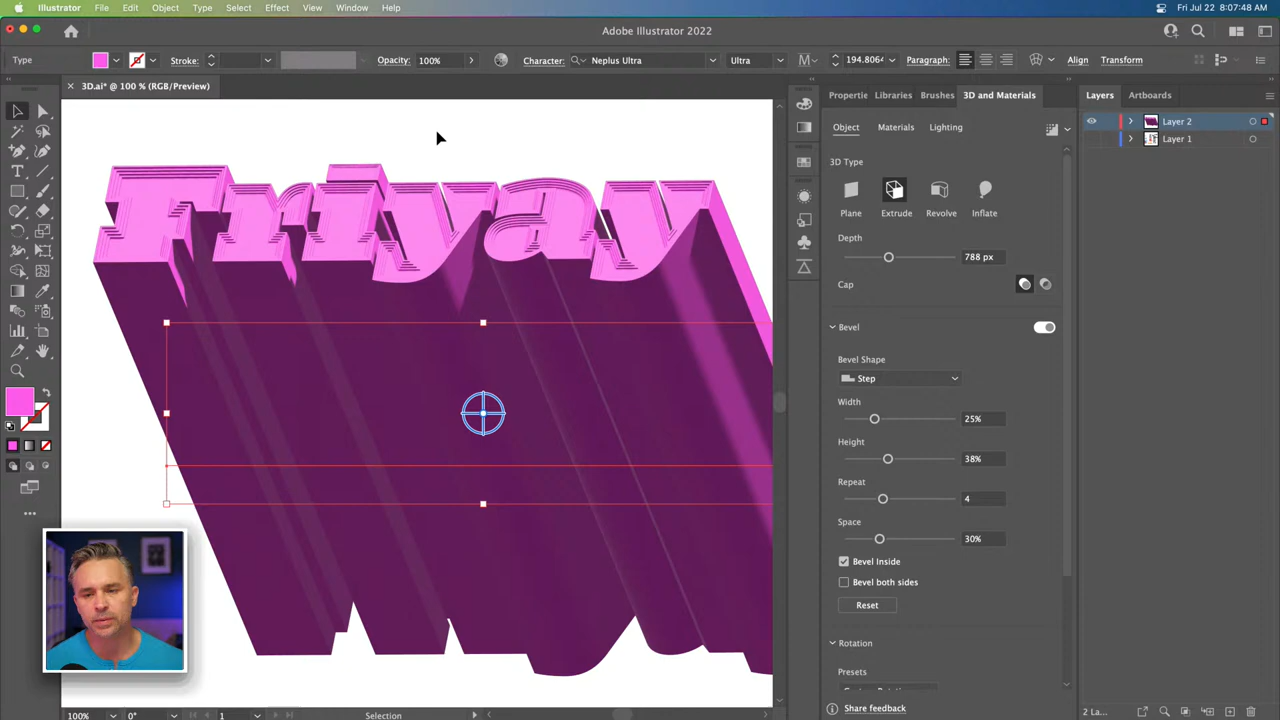 Illustrator File Edit Object Type Select Effect View Window Help
Fri Jul 22 8:07:48 AM
Adobe Illustrator 2022
Type Stroke: Opacity: 100% Character: Neplus Ultra Ultra 194.8064 Paragraph: Align Transform
× 3D.ai* @ 100 % (RGB/Preview)
Propertie Libraries Brushes 3D and Materials
Layers Artboards
Layer 2
Layer 1
Object Materials Lighting
3D Type
Plane Extrude Revolve Inflate
Depth
788 px
Cap
Bevel
Bevel Shape
Step
Width
25%
Height
38%
Repeat
4
Space
30%
Bevel Inside
Bevel both sides
Reset
Rotation
Presets
Share feedback
Friyay
100% 0° 1 Selection
2 La...